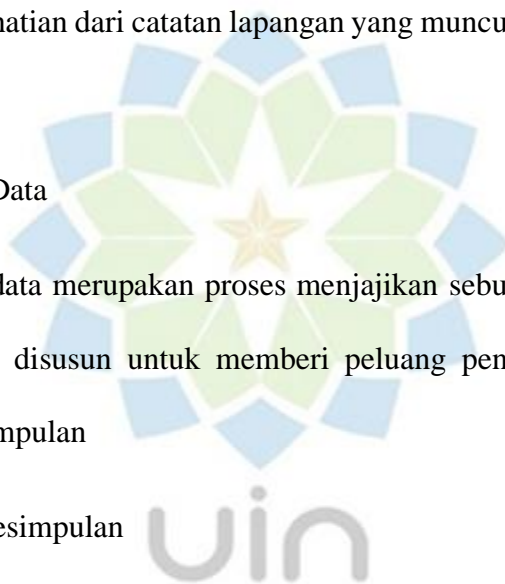 natian dari catatan lapangan yang muncu
Data
data merupakan proses menjajikan sebu
disusun untuk memberi peluang pen
mpulan
esimpulan
uin